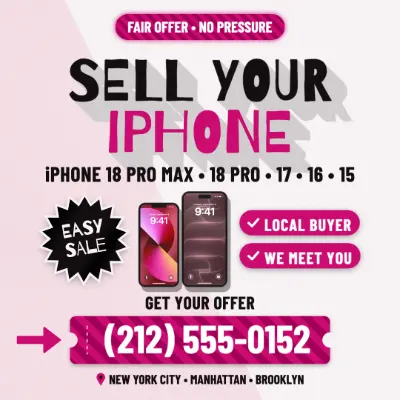 FAIR OFFER • NO PRESSURE
SELL YOUR
IPHONE
iPHONE 18 PRO MAX • 18 PRO • 17 • 16 • 15
EASY
SALE
9:41
9:41
LOCAL BUYER
WE MEET YOU
GET YOUR OFFER
(212) 555-0152
NEW YORK CITY • MANHATTAN • BROOKLYN